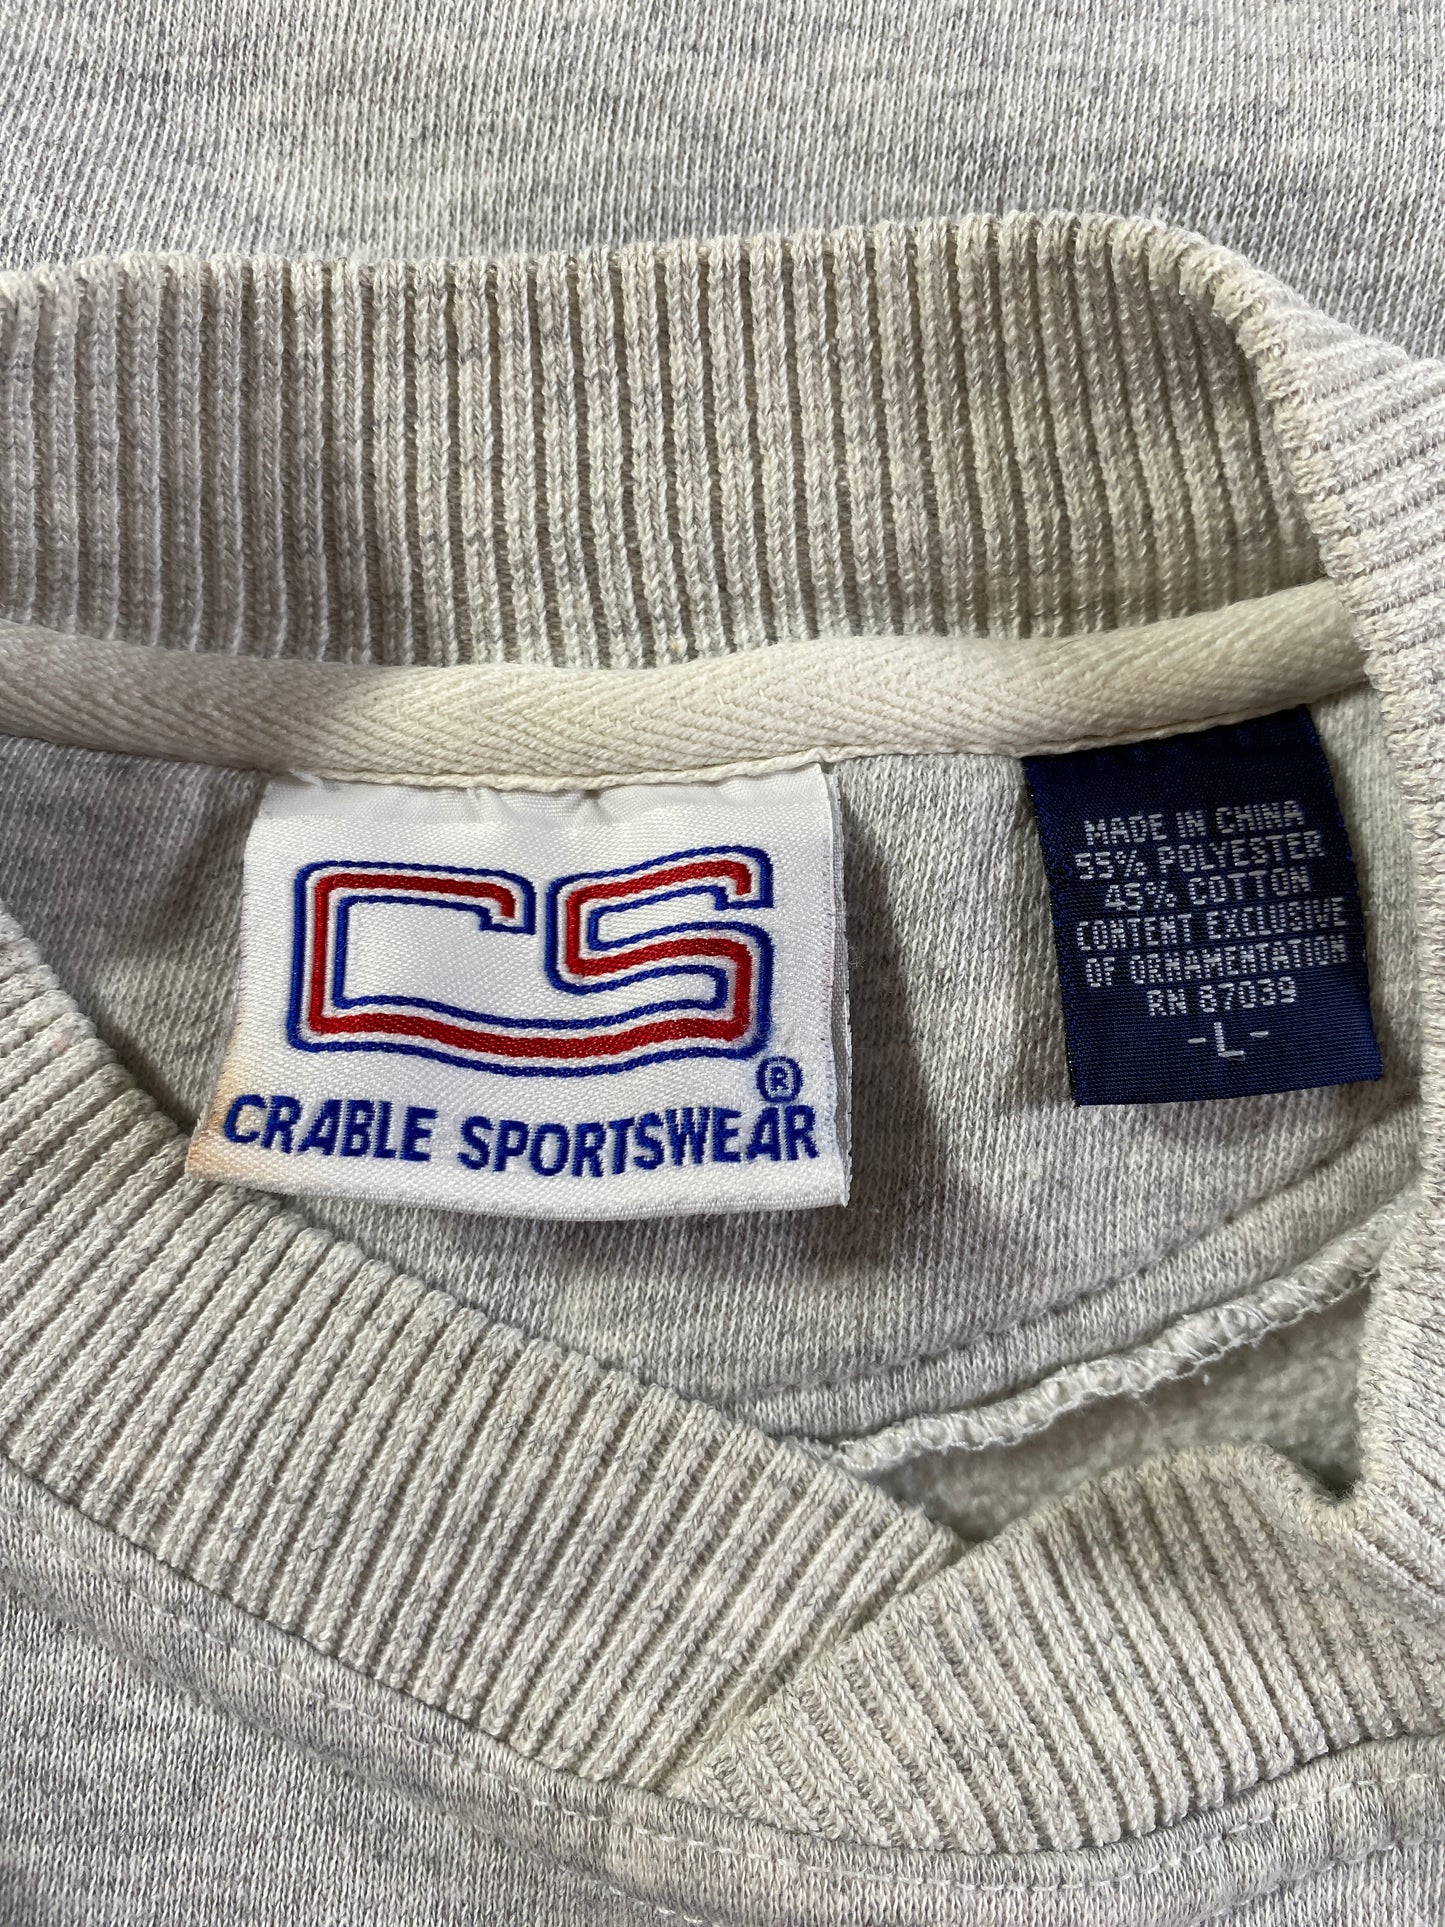 CS
®
CRABLE SPORTSWEAR
MADE IN CHINA
55% POLYESTER
45% COTTON
CONTENT EXCLUSIVE
OF ORNAMENTATION
RN 87039
-L-